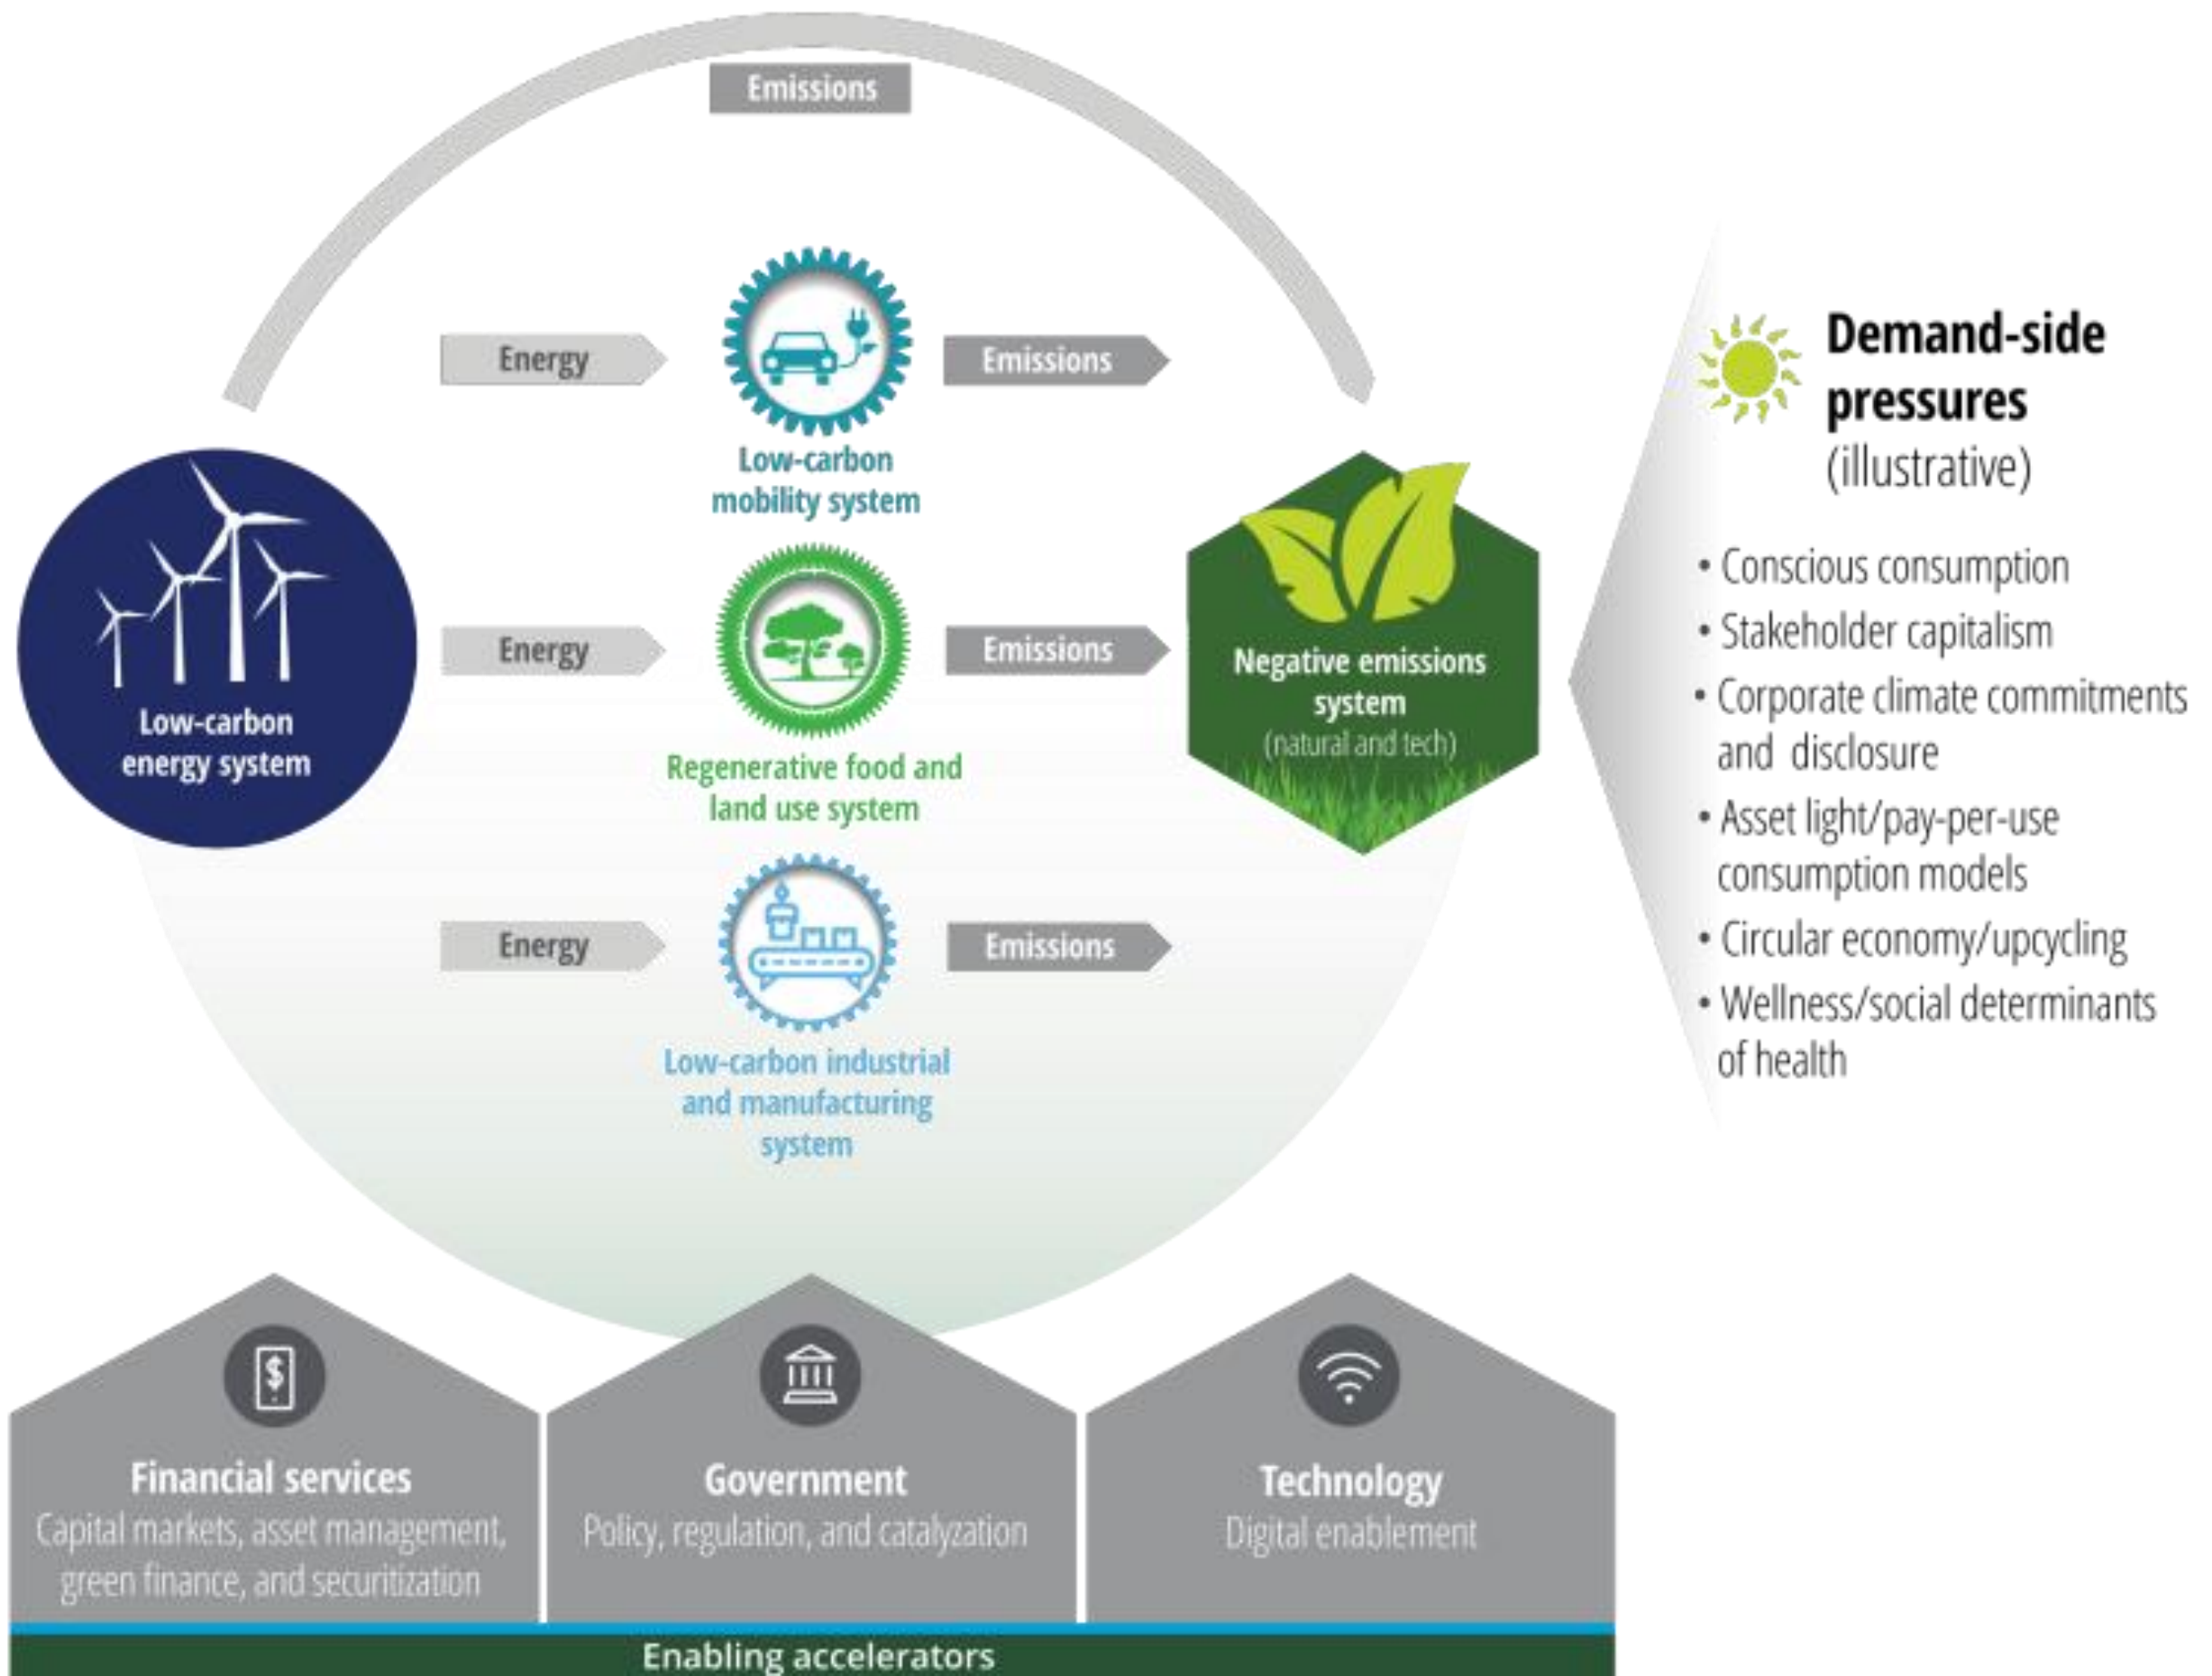 Emissions
Energy
Emissions
Low-carbon
mobility system
Low-carbon
energy system
Energy
Emissions
Regenerative food and
land use system
Negative emissions
system
(natural and tech)
Energy
Emissions
Low-carbon industrial
and manufacturing
system
Demand-side
pressures
(illustrative)
• Conscious consumption
• Stakeholder capitalism
• Corporate climate commitments
and disclosure
• Asset light/pay-per-use
consumption models
• Circular economy/upcycling
• Wellness/social determinants
of health
$
Financial services
Capital markets, asset management,
green finance, and securitization
Government
Policy, regulation, and catalyzation
Technology
Digital enablement
Enabling accelerators